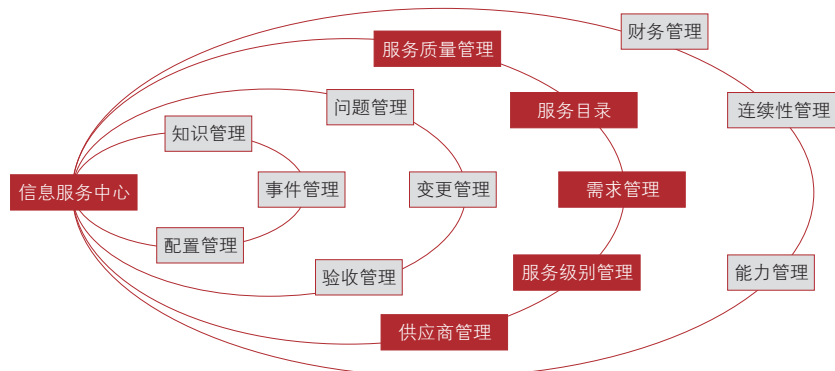 财务管理
服务质量管理
问题管理
服务目录
连续性管理
知识管理
信息服务中心
事件管理
变更管理
需求管理
配置管理
验收管理
服务级别管理
能力管理
供应商管理